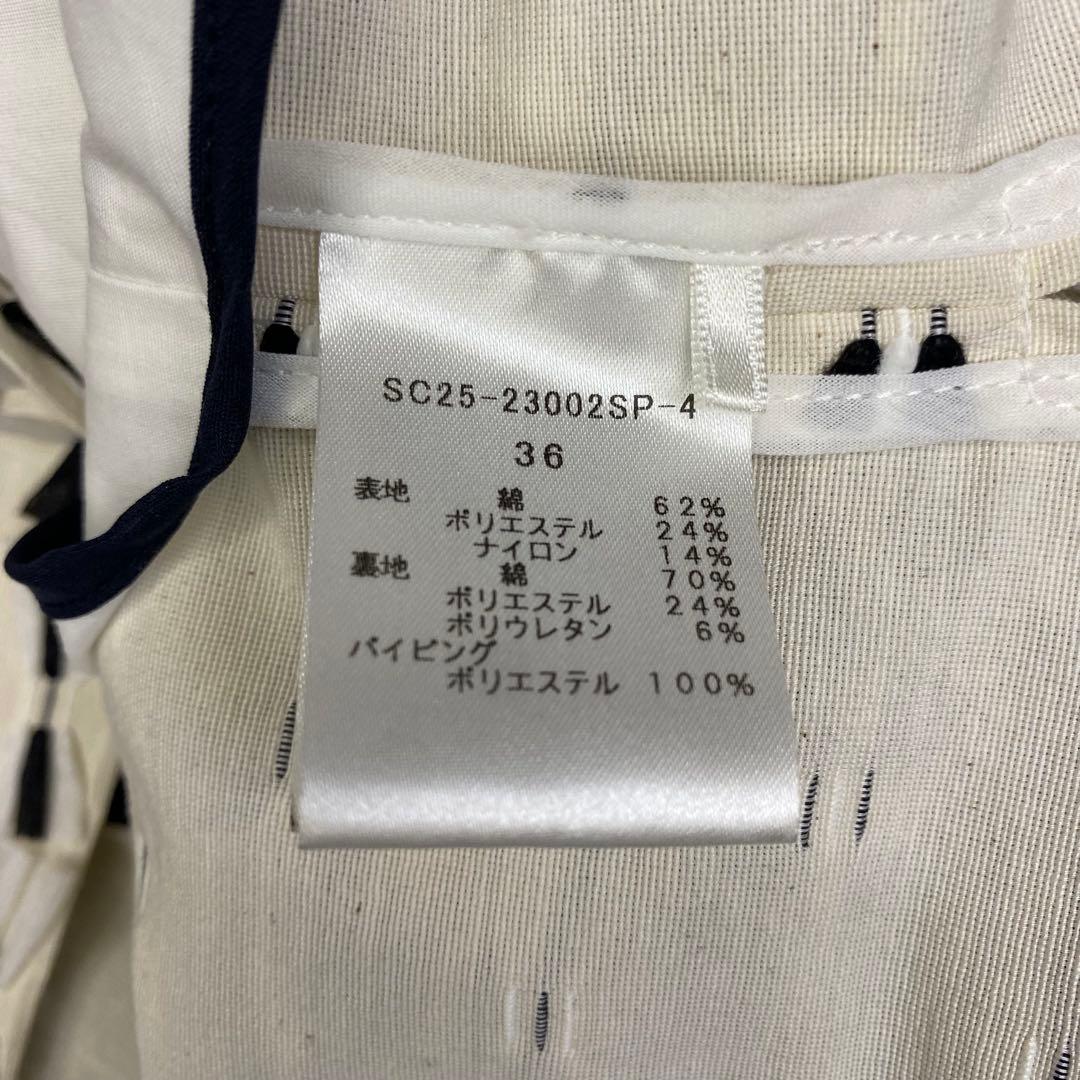 SC25-23002SP-4
36
表地 綿 62%
ポリエステル 24%
ナイロン 14%
裏地 綿 70%
ポリエステル 24%
ポリウレタン 6%
パイピング
ポリエステル 100%